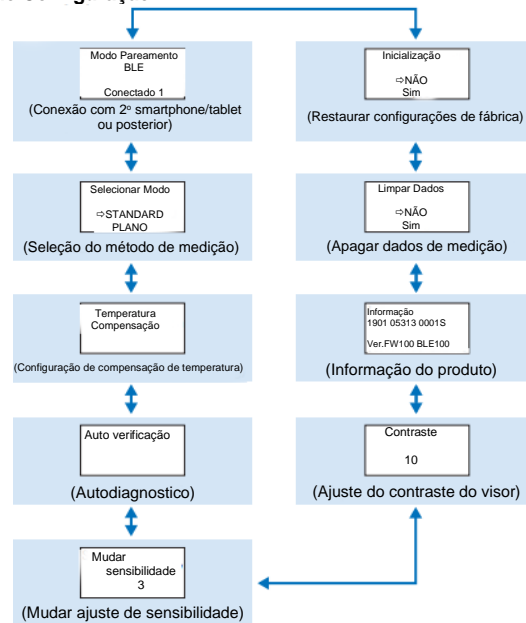 Modo Pareamento
BLE
Conectado 1
(Conexão com 2º smartphone/tablet
ou posterior)
Selecionar Modo
⇨STANDARD
PLANO
(Seleção do método de medição)
Temperatura
Compensação
(Configuração de compensação de temperatura)
Auto verificação
(Autodiagnostico)
Mudar
sensibilidade
3
(Mudar ajuste de sensibilidade)
Inicialização
⇨NÃO
Sim
(Restaurar configurações de fábrica)
Limpar Dados
⇨NÃO
Sim
(Apagar dados de medição)
Informação
1901 05313 0001S
Ver.FW100 BLE100
(Informação do produto)
Contraste
10
(Ajuste do contraste do visor)